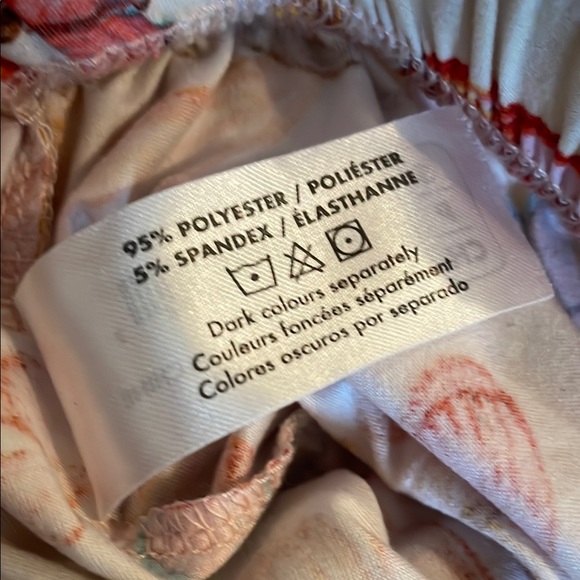 95% POLYESTER / POLIÉSTER
5% SPANDEX / ÉLASTHANNE
Dark colours separately
Couleurs foncées séparément
Colores oscuros por separado